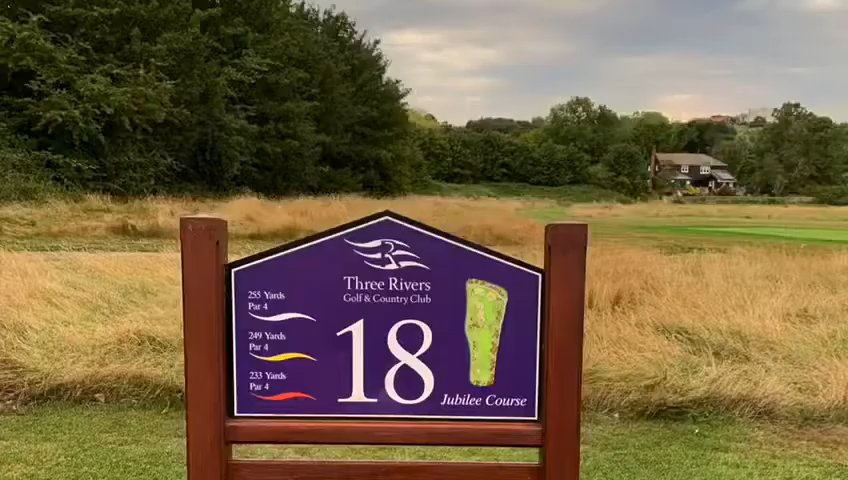 Three Rivers
Golf & Country Club
255 Yards
Par 4
249 Yards
Par 4
233 Yards
Par 4
18
Jubilee Course